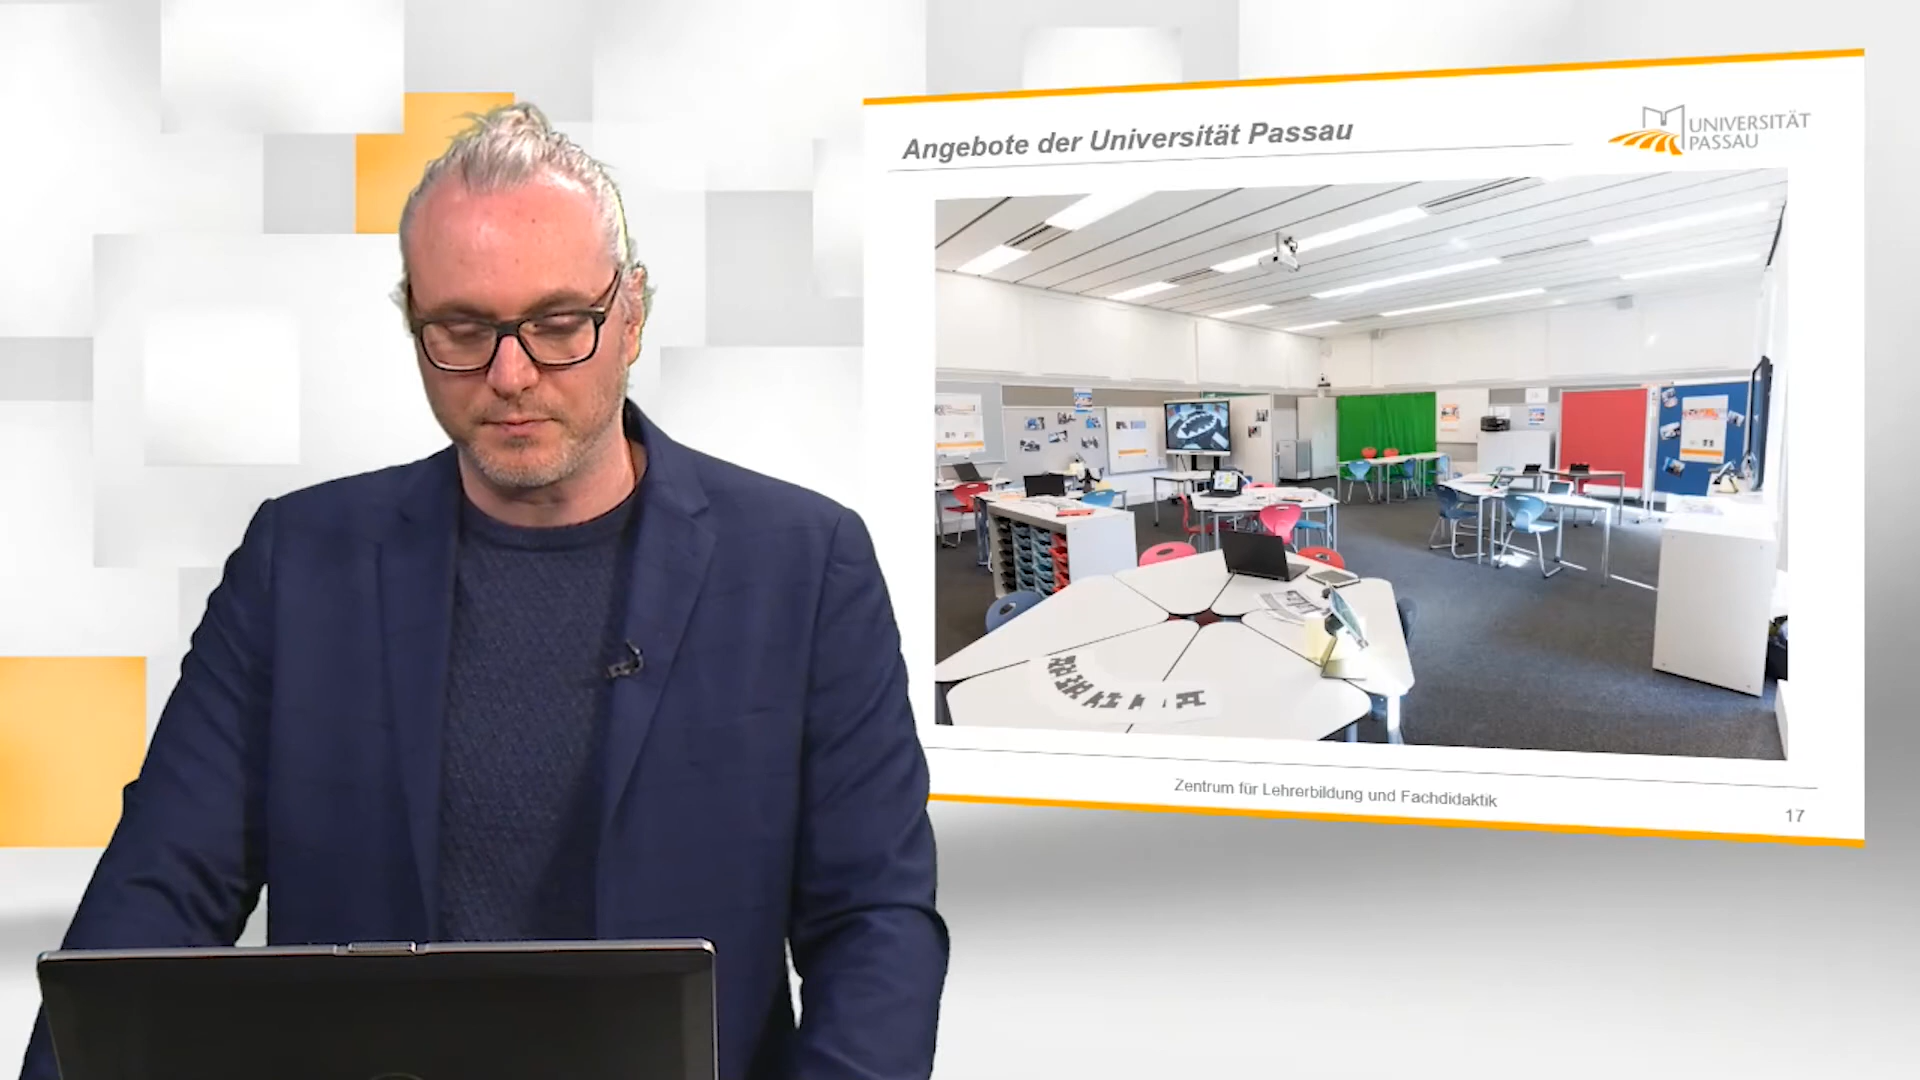 Angebote der Universität Passau
UNIVERSITÄT
PASSAU
Zentrum für Lehrerbildung und Fachdidaktik
17